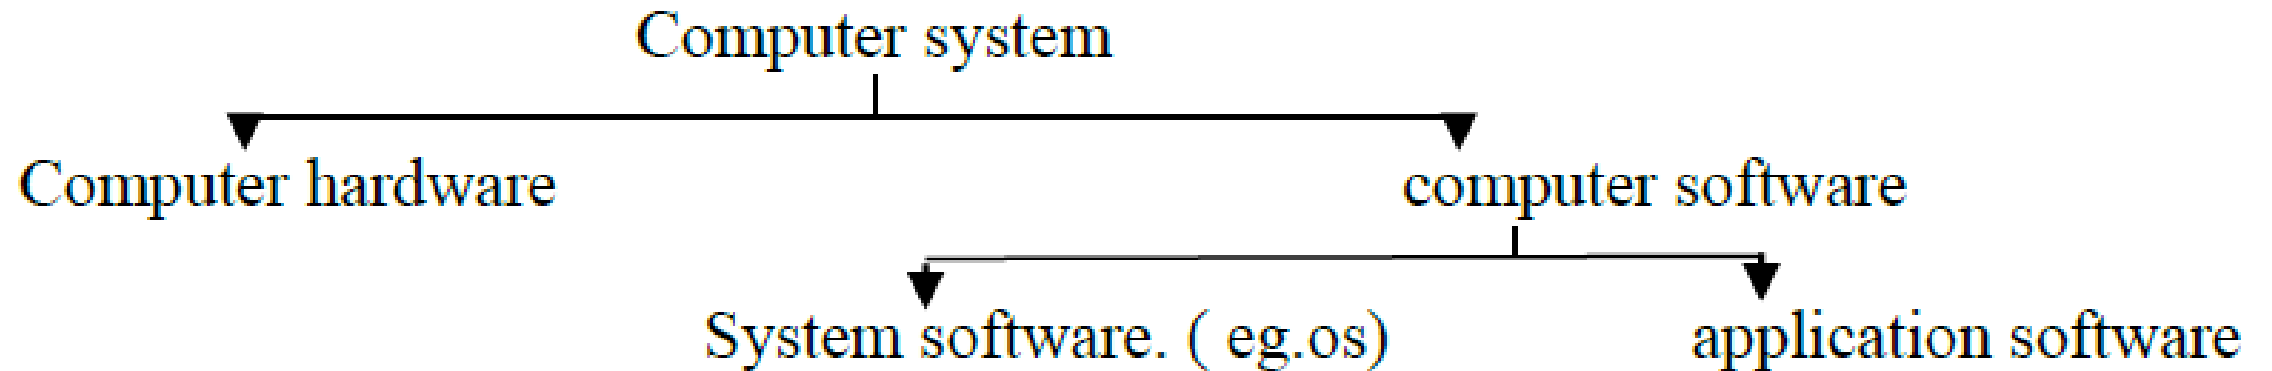 Computer system
Computer hardware computer software
System software. ( eg.os) application software